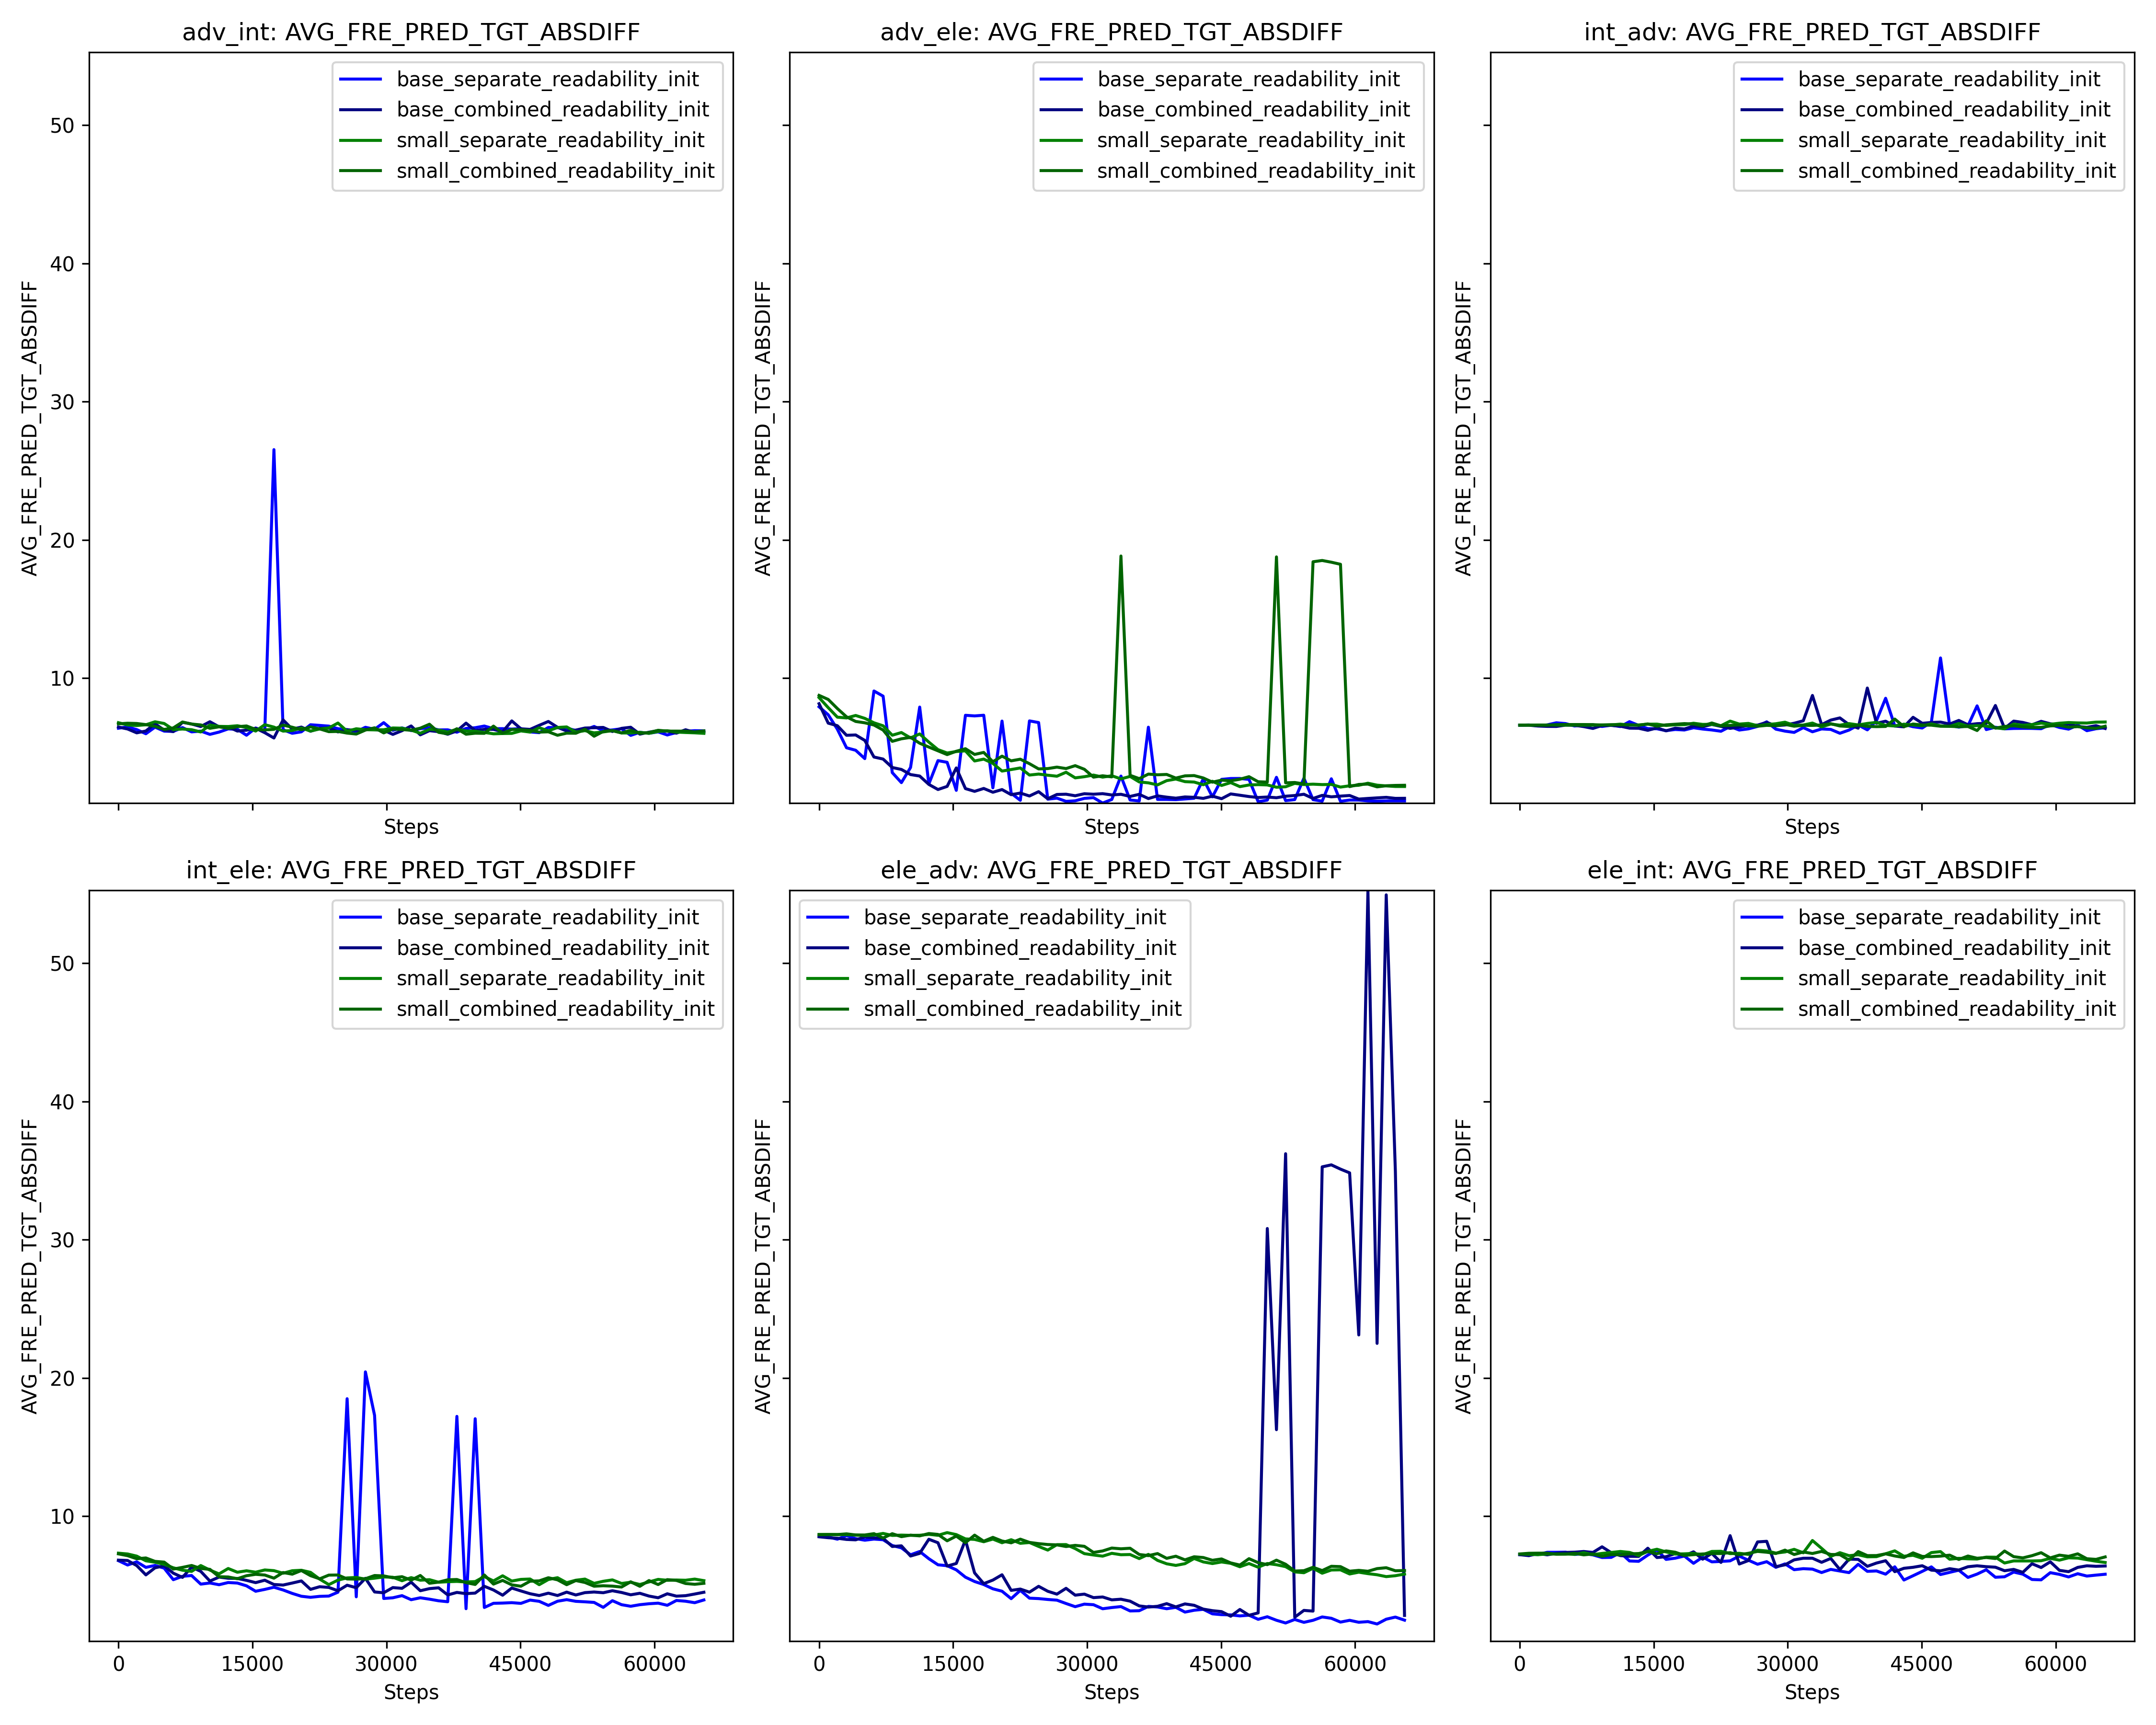 adv_int: AVG_FRE_PRED_TGT_ABSDIFF
AVG_FRE_PRED_TGT_ABSDIFF
50
40
30
20
10
base_separate_readability_init
base_combined_readability_init
small_separate_readability_init
small_combined_readability_init
Steps
adv_ele: AVG_FRE_PRED_TGT_ABSDIFF
AVG_FRE_PRED_TGT_ABSDIFF
base_separate_readability_init
base_combined_readability_init
small_separate_readability_init
small_combined_readability_init
Steps
int_adv: AVG_FRE_PRED_TGT_ABSDIFF
AVG_FRE_PRED_TGT_ABSDIFF
base_separate_readability_init
base_combined_readability_init
small_separate_readability_init
small_combined_readability_init
Steps
int_ele: AVG_FRE_PRED_TGT_ABSDIFF
AVG_FRE_PRED_TGT_ABSDIFF
50
40
30
20
10
base_separate_readability_init
base_combined_readability_init
small_separate_readability_init
small_combined_readability_init
0 15000 30000 45000 60000
Steps
ele_adv: AVG_FRE_PRED_TGT_ABSDIFF
AVG_FRE_PRED_TGT_ABSDIFF
base_separate_readability_init
base_combined_readability_init
small_separate_readability_init
small_combined_readability_init
0 15000 30000 45000 60000
Steps
ele_int: AVG_FRE_PRED_TGT_ABSDIFF
AVG_FRE_PRED_TGT_ABSDIFF
base_separate_readability_init
base_combined_readability_init
small_separate_readability_init
small_combined_readability_init
0 15000 30000 45000 60000
Steps